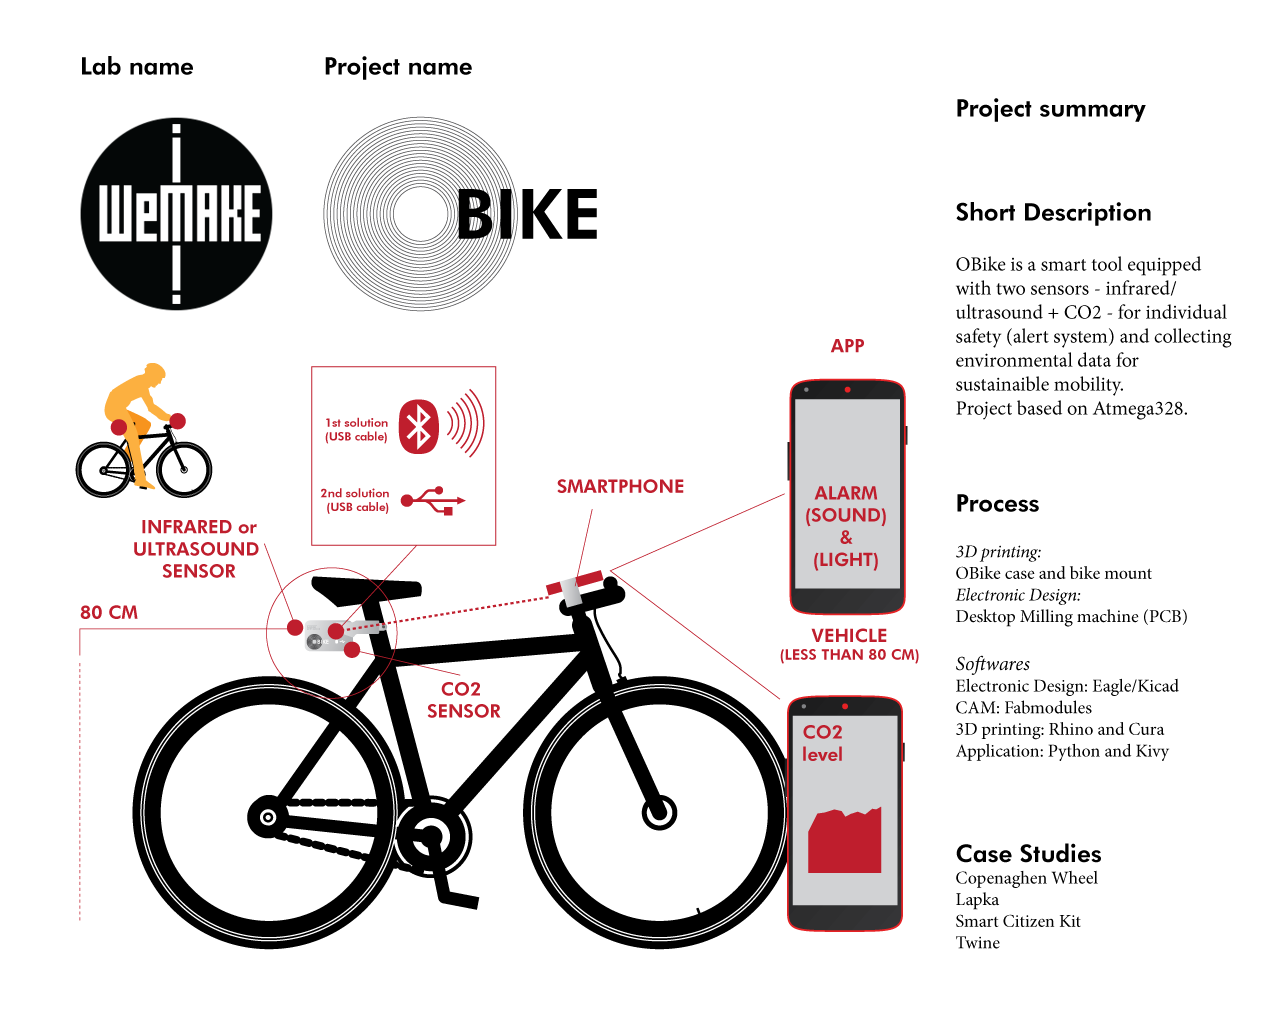 Lab name
Project name
WeMAKE
BIKE
Project summary
Short Description
OBike is a smart tool equipped
with two sensors - infrared/
ultrasound + CO2 - for individual
safety (alert system) and collecting
environmental data for
sustainaible mobility.
Project based on Atmega328.
Process
3D printing:
OBike case and bike mount
Electronic Design:
Desktop Milling machine (PCB)
Softwares
Electronic Design: Eagle/Kicad
CAM: Fabmodules
3D printing: Rhino and Cura
Application: Python and Kivy
Case Studies
Copenaghen Wheel
Lapka
Smart Citizen Kit
Twine
1st solution
(USB cable)
2nd solution
(USB cable)
INFRARED or
ULTRASOUND
SENSOR
80 CM
CO2
SENSOR
SMARTPHONE
APP
ALARM
(SOUND)
&
(LIGHT)
VEHICLE
(LESS THAN 80 CM)
CO2
level